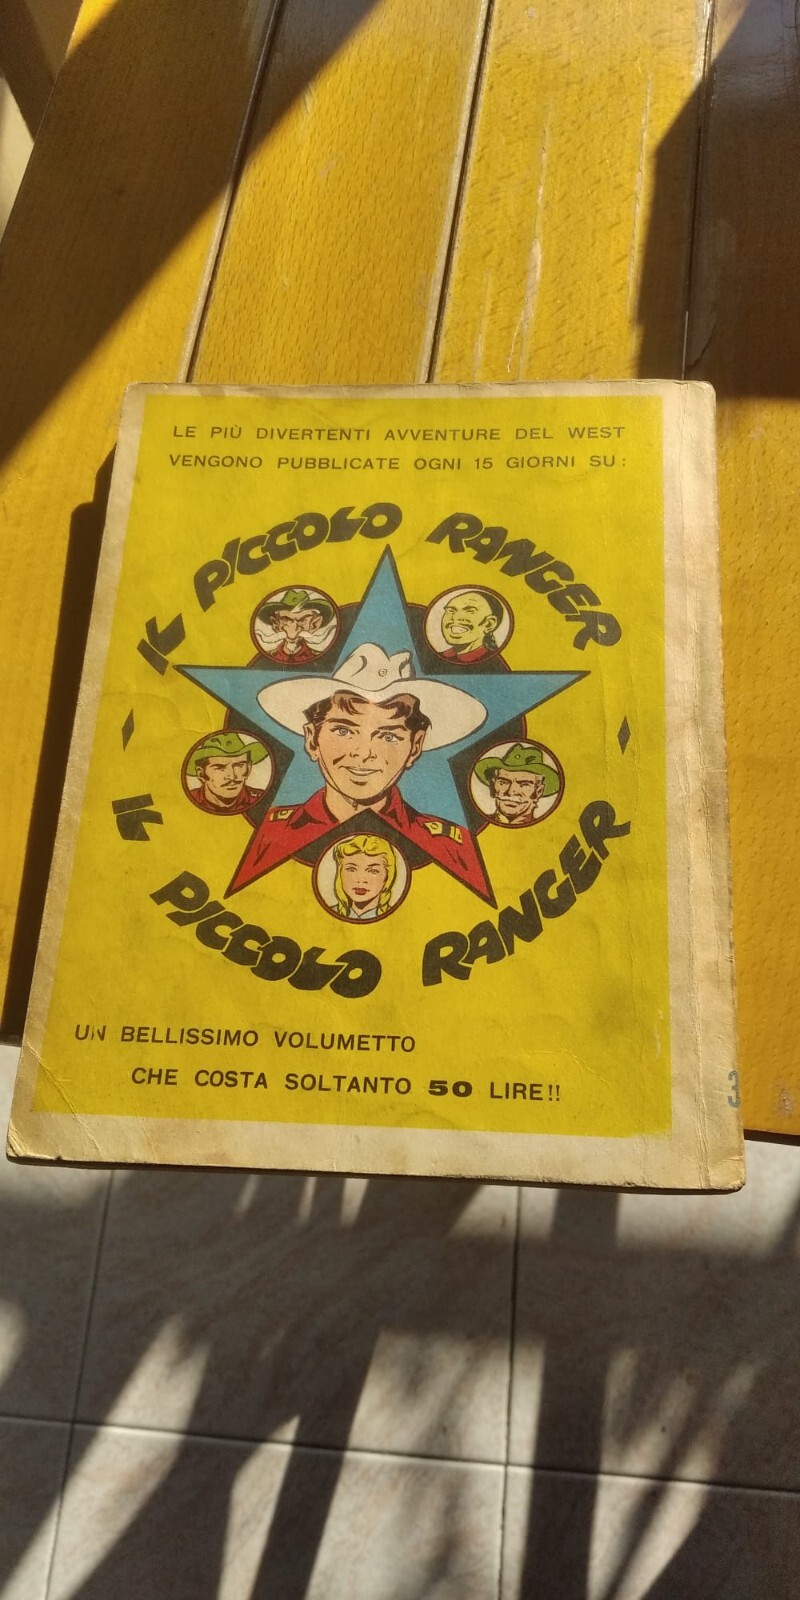 LE PIÙ DIVERTENTI AVVENTURE DEL WEST
VENGONO PUBBLICATE OGNI 15 GIORNI SU:
IL PICCOLO RANGER
IL PICCOLO RANGER
UN BELLISSIMO VOLUMETTO
CHE COSTA SOLTANTO 50 LIRE!!
3